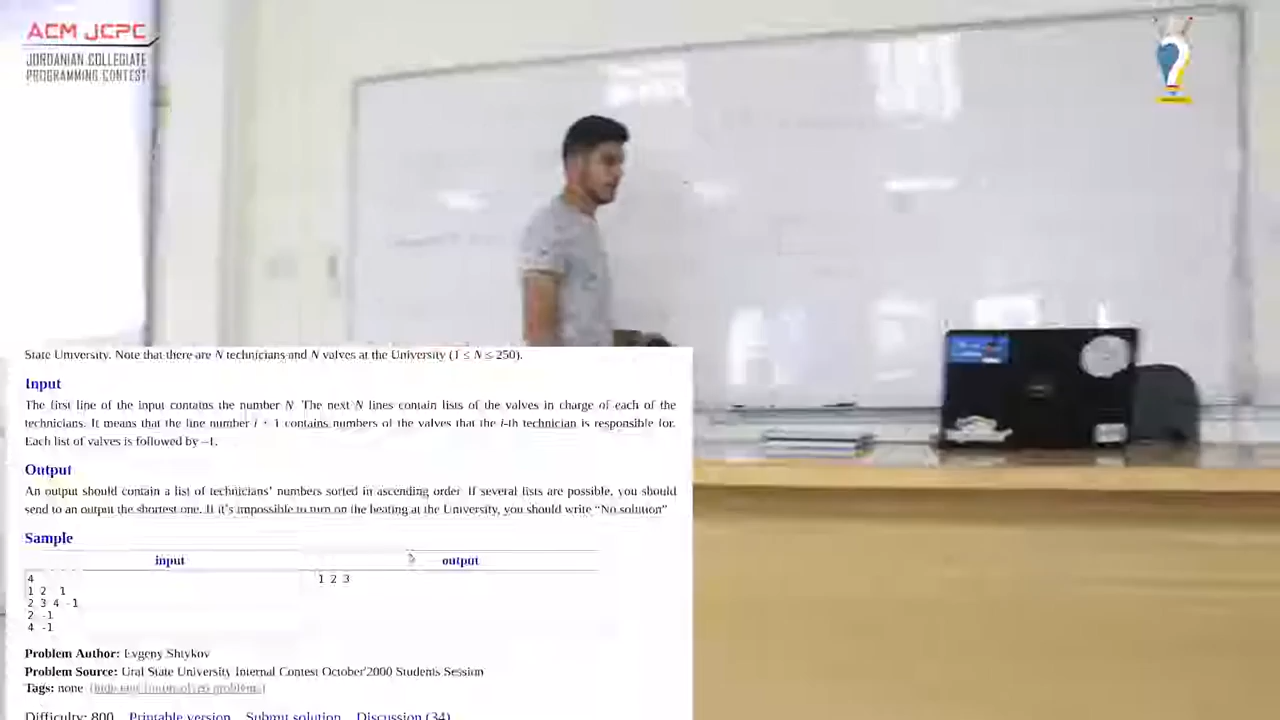 ACM JCPC
JORDANIAN COLLEGIATE
PROGRAMMING CONTEST
State University. Note that there are N technicians and N valves at the University (1 ≤ N ≤ 250).
Input
The first line of the input contains the number N. The next N lines contain lists of the valves in charge of each of the
technicians. It means that the line number i + 1 contains numbers of the valves that the i-th technician is responsible for.
Each list of valves is followed by –1.
Output
An output should contain a list of technicians' numbers sorted in ascending order. If several lists are possible, you should
send to an output the shortest one. If it's impossible to turn on the heating at the University, you should write “No solution”
Sample
input output
4 1 2 3
1 2 1
2 3 4 -1
2 -1
4 -1
Problem Author: Evgeny Shtykov
Problem Source: Ural State University Internal Contest October'2000 Students Session
Tags: none
Difficulty: 800 Printable version Submit solution Discussion (34)